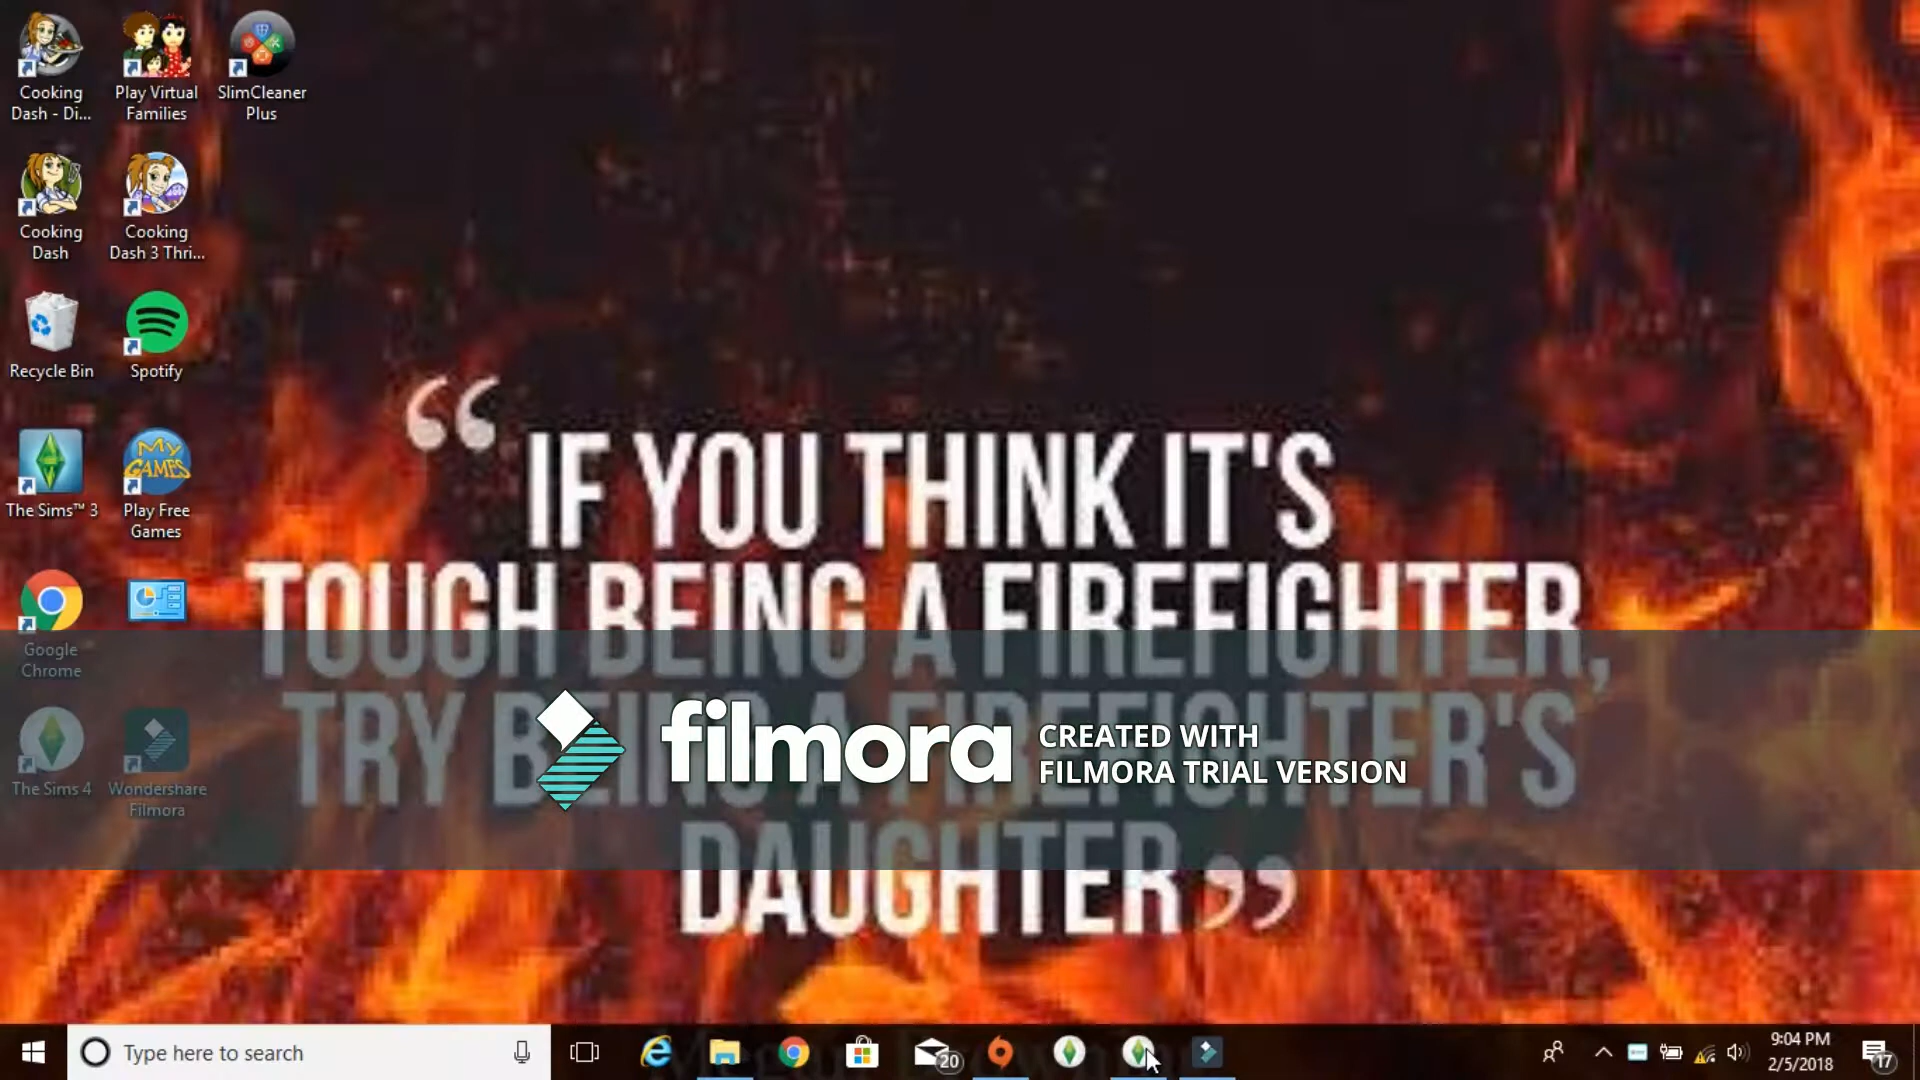 Cooking
Dash - Di...
Play Virtual
Families
SlimCleaner
Plus
Cooking
Dash
Cooking
Dash 3 Thri...
Recycle Bin
Spotify
The Sims™ 3
MY
GAMES
Play Free
Games
Google
Chrome
The Sims 4
Wondershare
Filmora
“ IF YOU THINK IT'S
TOUGH BEING A FIREFIGHTER,
TRY BEING A FIREFIGHTER'S
DAUGHTER ”
filmora
CREATED WITH
FILMORA TRIAL VERSION
Type here to search
20
9:04 PM
2/5/2018
17